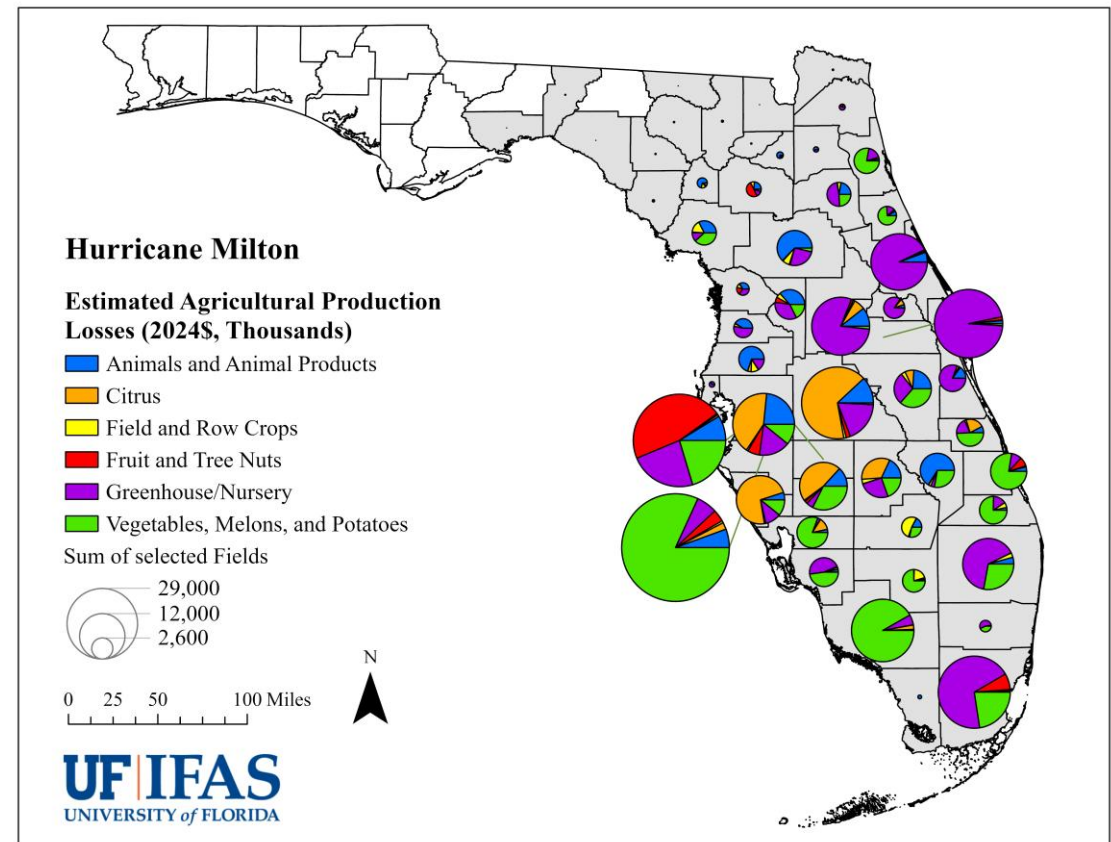 Hurricane Milton
Estimated Agricultural Production
Losses (2024$, Thousands)
Animals and Animal Products
Citrus
Field and Row Crops
Fruit and Tree Nuts
Greenhouse/Nursery
Vegetables, Melons, and Potatoes
Sum of selected Fields
29,000
12,000
2,600
N
0 25 50 100 Miles
UF|IFAS
UNIVERSITY of FLORIDA